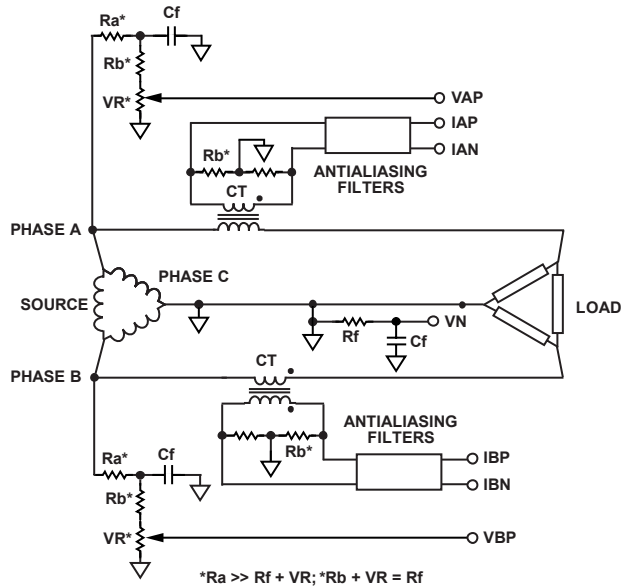 Ra*
Cf
Rb*
VR*
VAP
IAP
IAN
Rb*
ANTIALIASING
FILTERS
CT
PHASE A
PHASE C
SOURCE
LOAD
VN
Rf
Cf
PHASE B
CT
ANTIALIASING
FILTERS
Ra*
Cf
Rb*
IBP
IBN
Rb*
VR*
VBP
*Ra >> Rf + VR; *Rb + VR = Rf